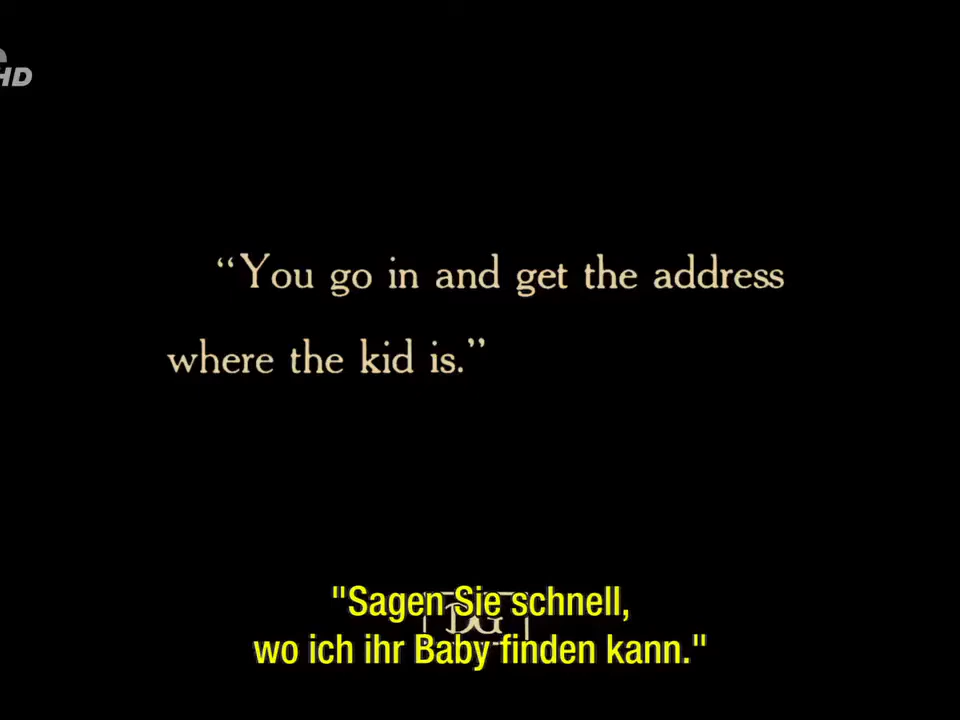 HD
“You go in and get the address
where the kid is.”
DG
"Sagen Sie schnell,
wo ich ihr Baby finden kann."